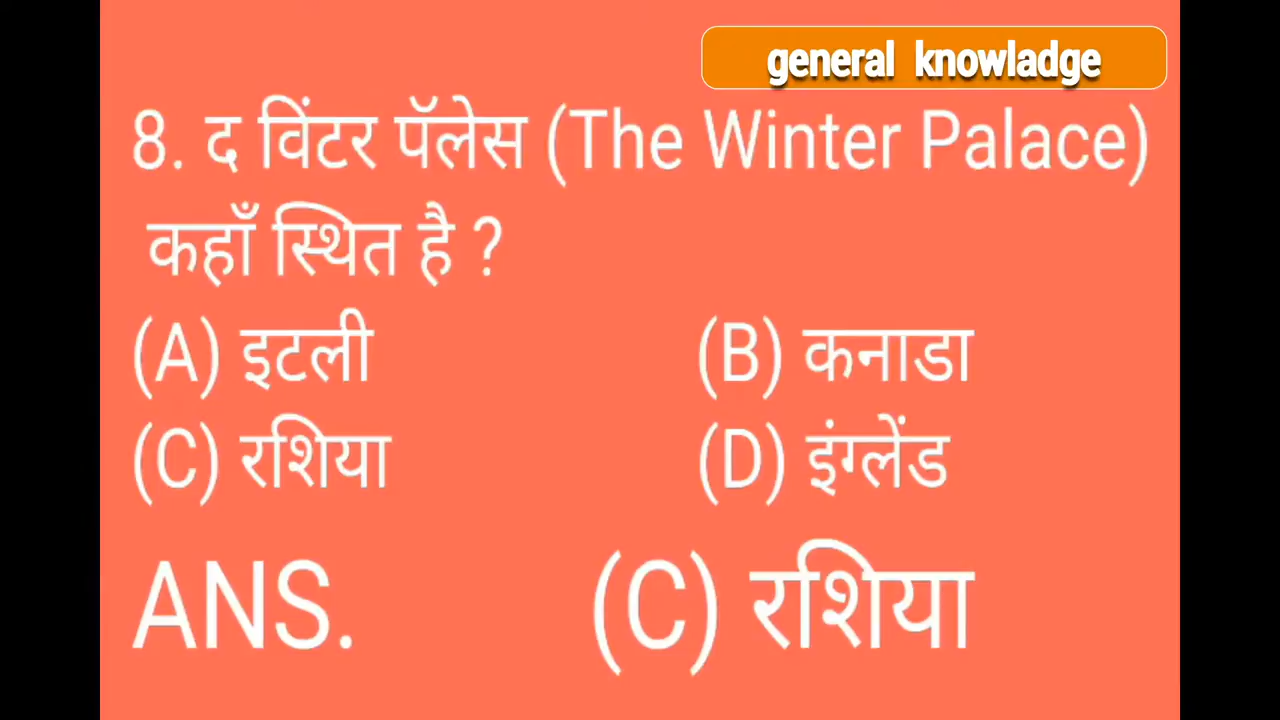 general knowladge
8. द विंटर पॅलेस (The Winter Palace)
कहाँ स्थित है ?
(A) इटली (B) कनाडा
(C) रशिया (D) इंग्लेंड
ANS. (C) रशिया